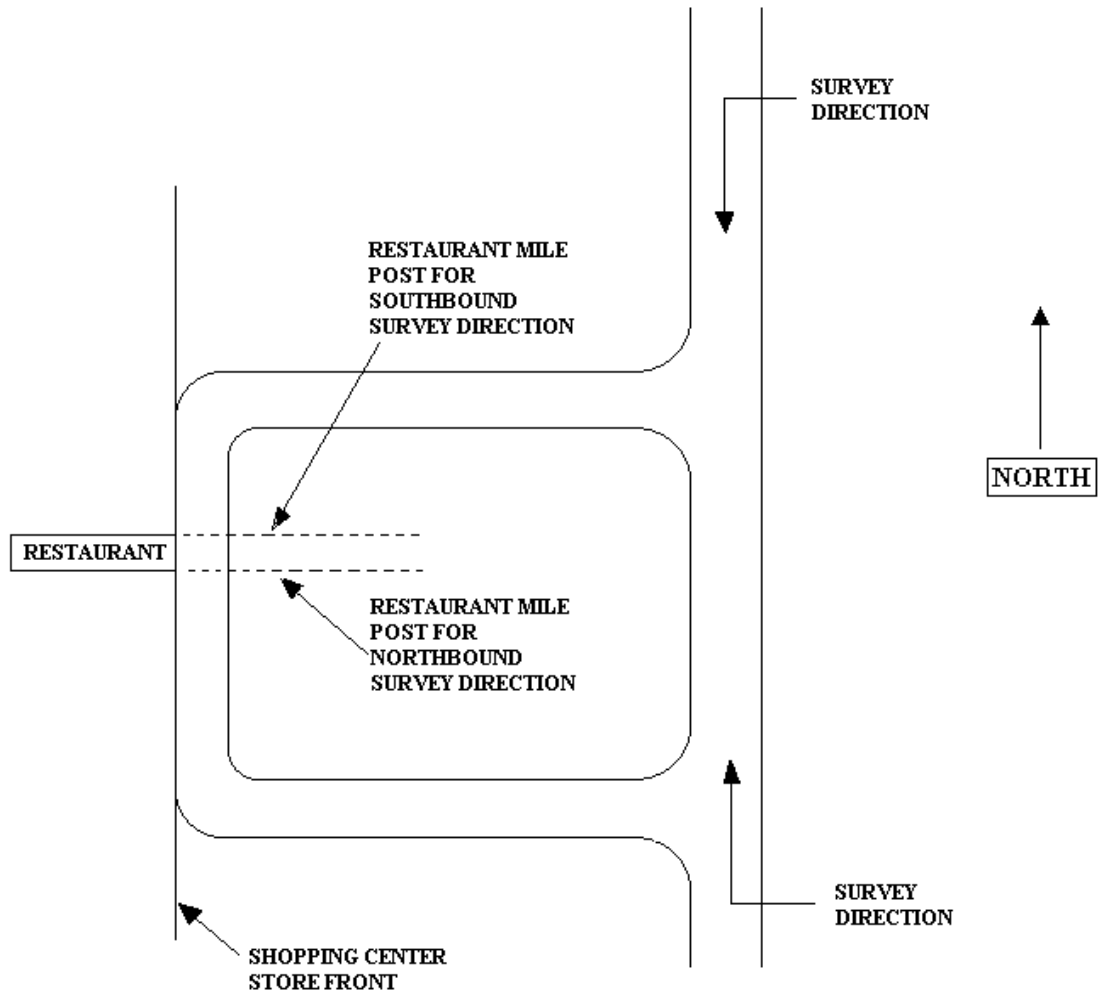 SURVEY
DIRECTION
RESTAURANT MILE
POST FOR
SOUTHBOUND
SURVEY DIRECTION
NORTH
RESTAURANT
RESTAURANT MILE
POST FOR
NORTHBOUND
SURVEY DIRECTION
SURVEY
DIRECTION
SHOPPING CENTER
STORE FRONT